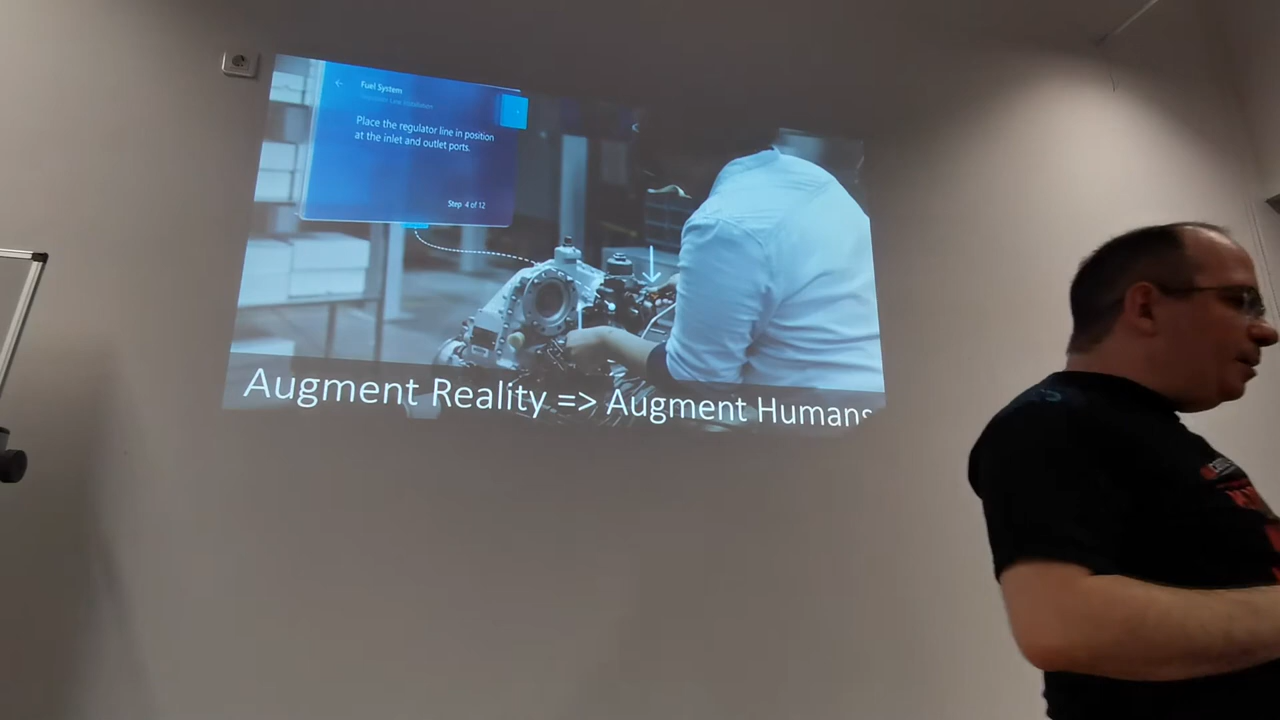 Fuel System
Place the regulator line in position
at the inlet and outlet ports.
Step 4 of 12
Augment Reality => Augment Humans